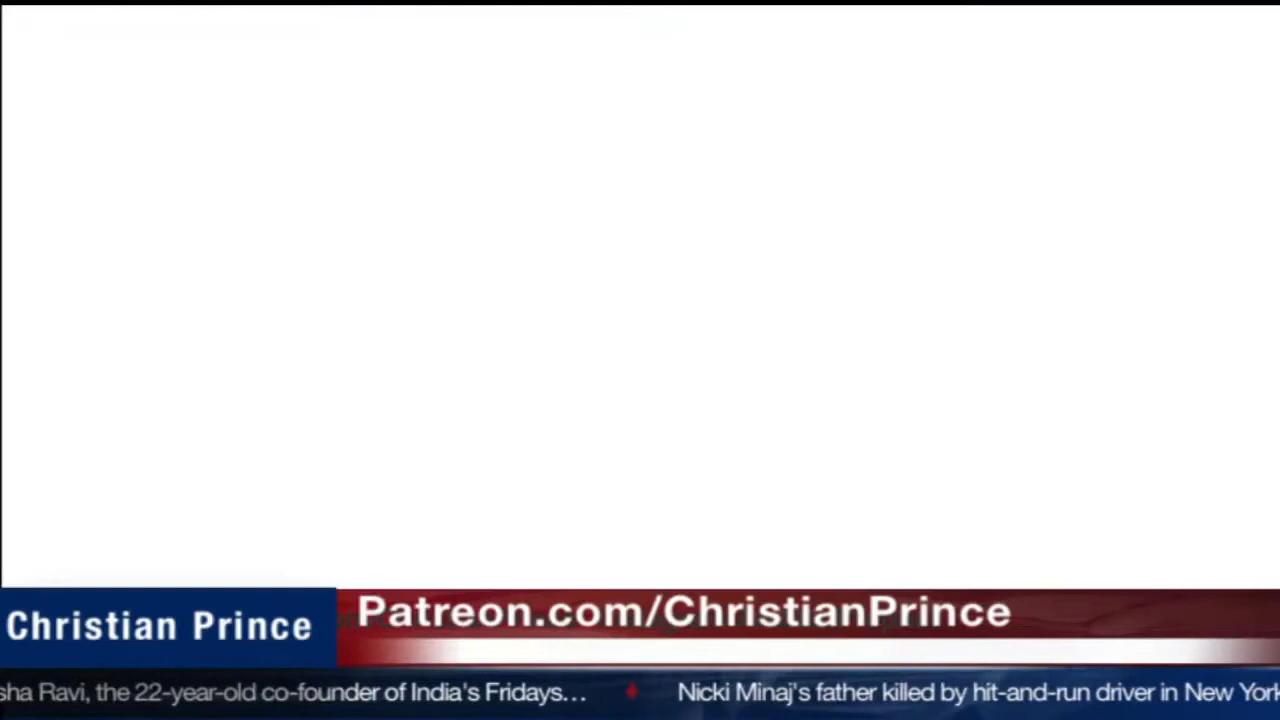 Christian Prince
Patreon.com/ChristianPrince
sha Ravi, the 22-year-old co-founder of India's Fridays… Nicki Minaj's father killed by hit-and-run driver in New York